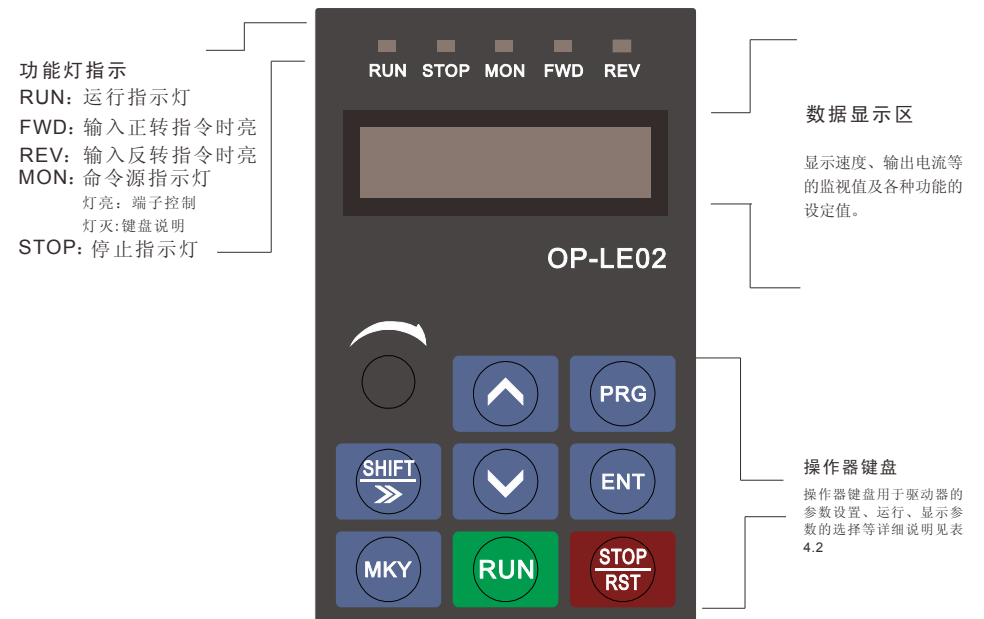 功能灯指示
RUN：运行指示灯
FWD：输入正转指令时亮
REV：输入反转指令时亮
MON：命令源指示灯
灯亮：端子控制
灯灭:键盘说明
STOP：停止指示灯
RUN STOP MON FWD REV
OP-LE02
PRG
SHIFT
ENT
MKY
RUN
STOP
RST
数据显示区
显示速度、输出电流等
的监视值及各种功能的
设定值。
操作器键盘
操作器键盘用于驱动器的
参数设置、运行、显示参
数的选择等详细说明见表
4.2